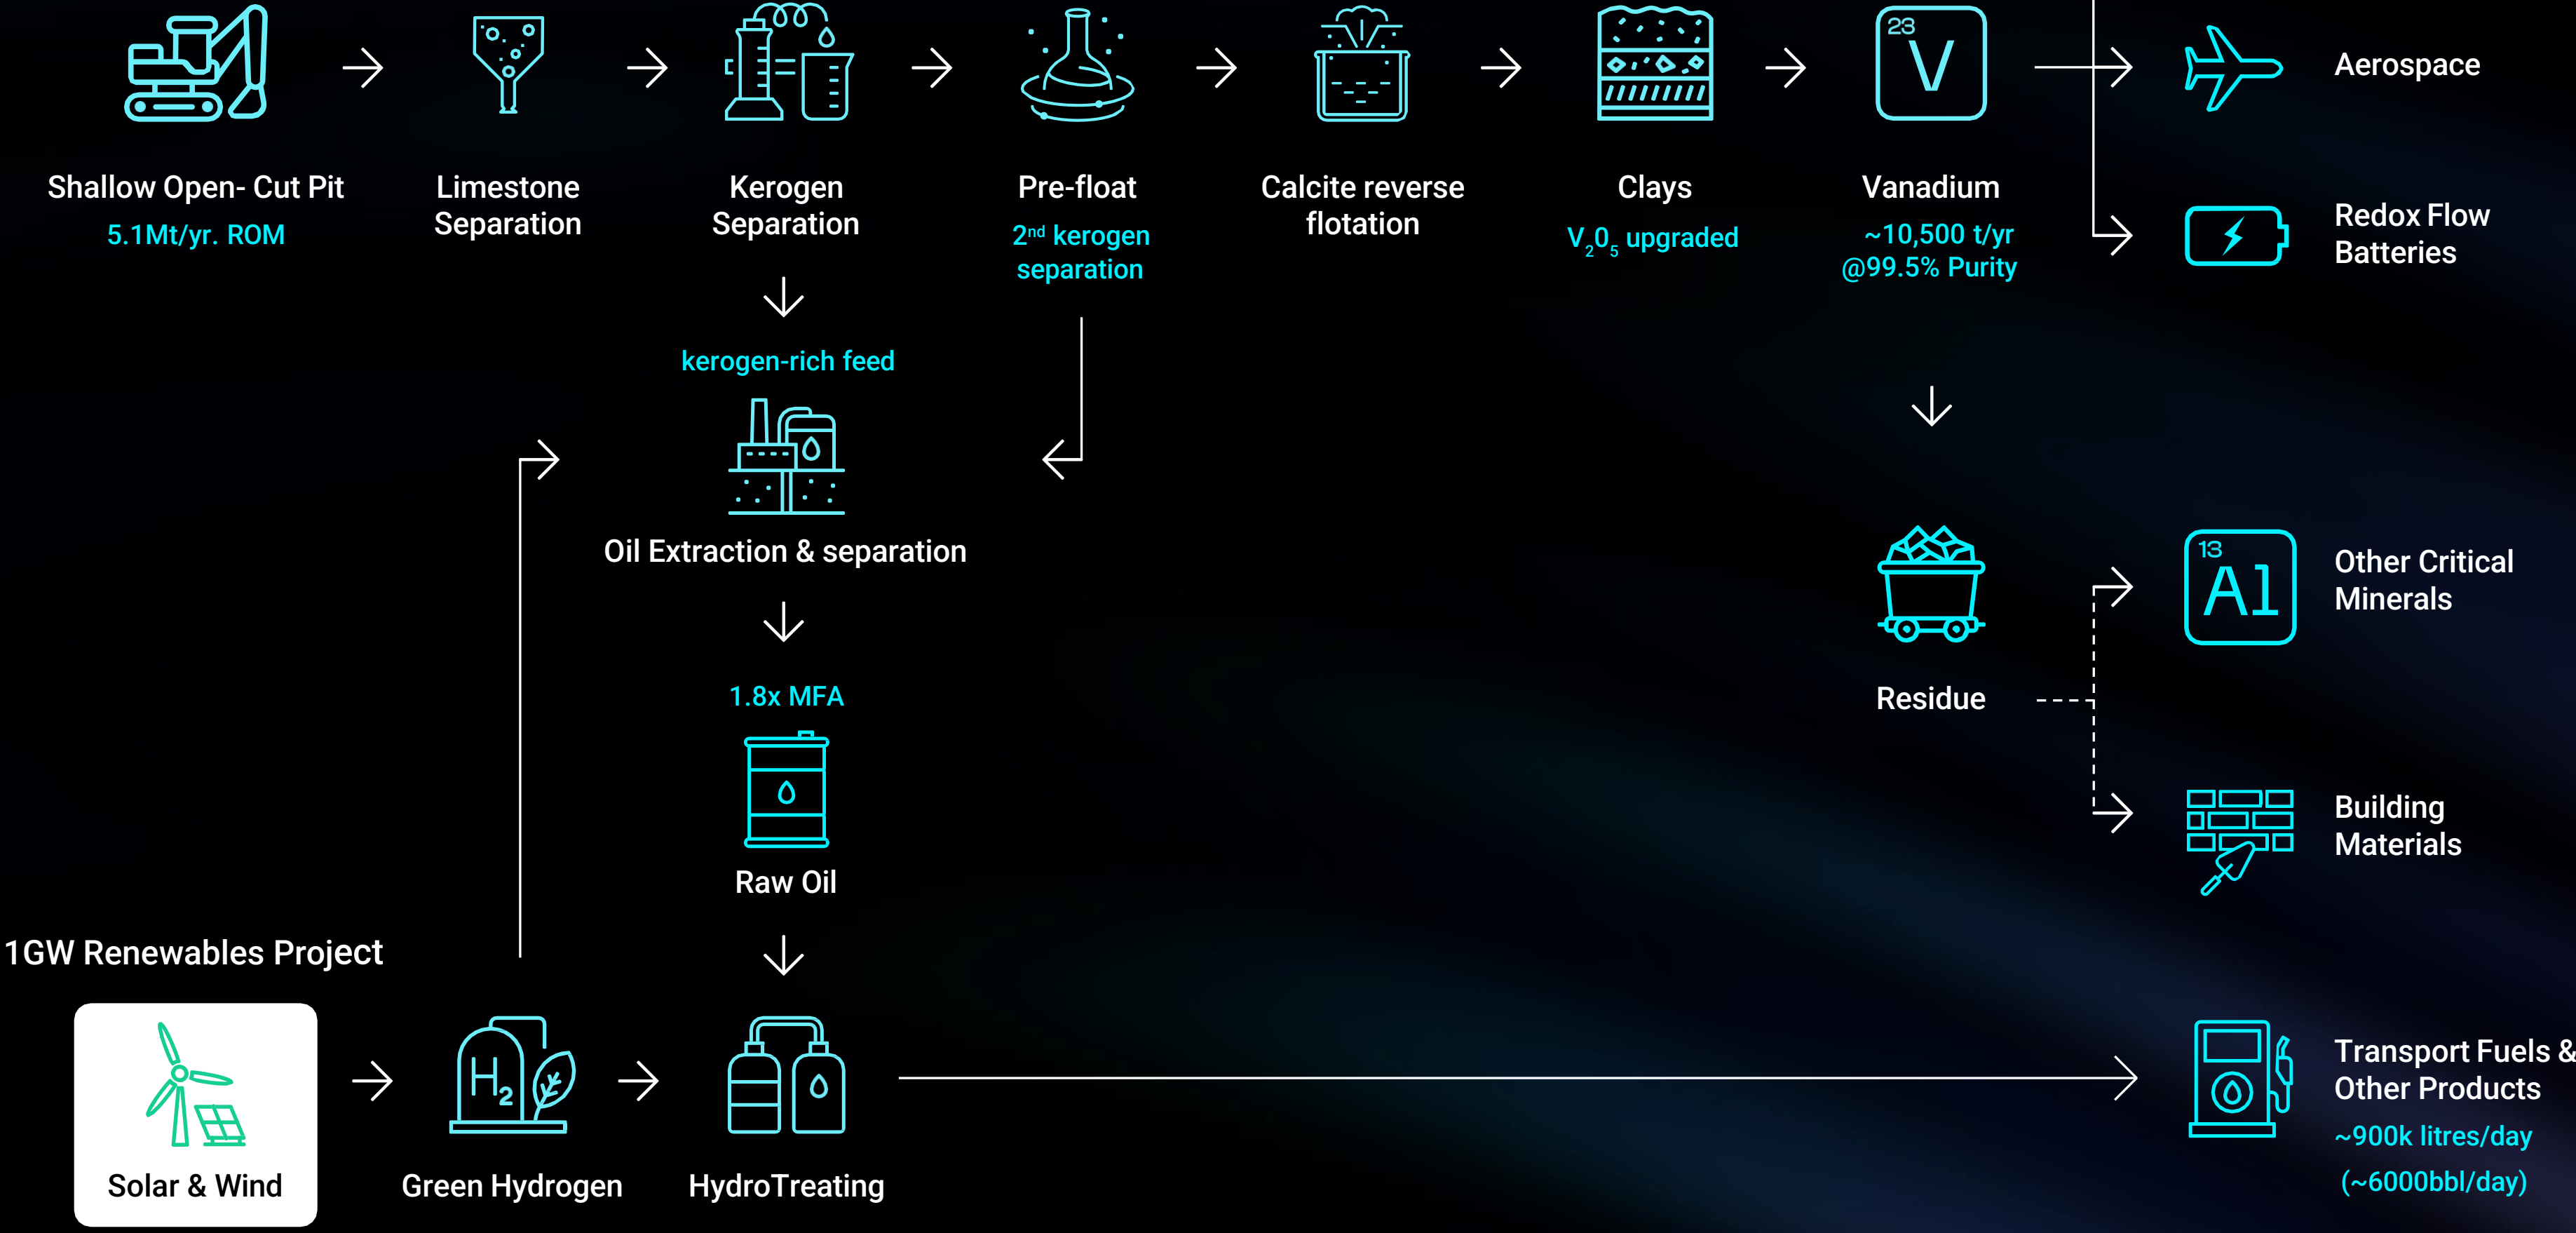 23
V
Aerospace
Shallow Open- Cut Pit
5.1Mt/yr. ROM
Limestone
Separation
Kerogen
Separation
Pre-float
2nd kerogen
separation
Calcite reverse
flotation
Clays
V₂0₅ upgraded
Vanadium
~10,500 t/yr
@99.5% Purity
Redox Flow
Batteries
kerogen-rich feed
Oil Extraction & separation
13
Al
Other Critical
Minerals
1.8x MFA
Raw Oil
Residue
Building
Materials
1GW Renewables Project
Solar & Wind
H₂
Green Hydrogen
HydroTreating
Transport Fuels &
Other Products
~900k litres/day
(~6000bbl/day)